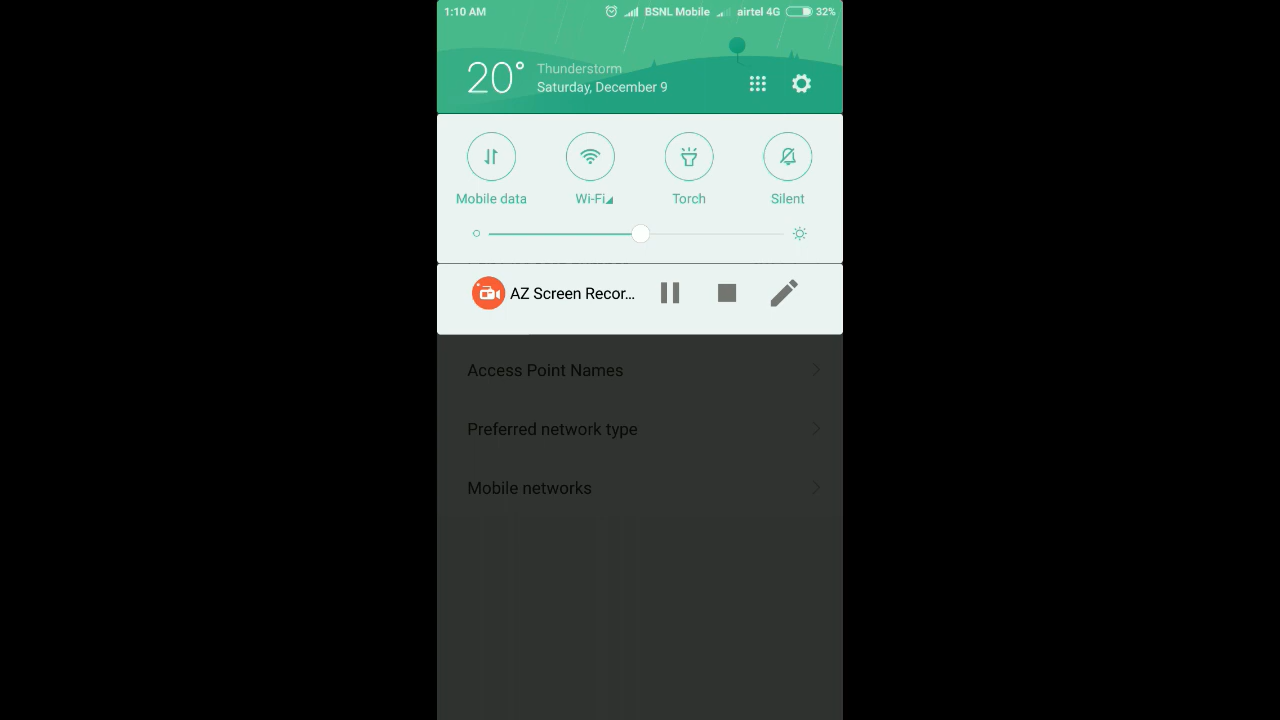 1:10 AM BSNL Mobile airtel 4G 32%
20° Thunderstorm
Saturday, December 9
Mobile data Wi-Fi Torch Silent
AZ Screen Recor...
Access Point Names
Preferred network type
Mobile networks